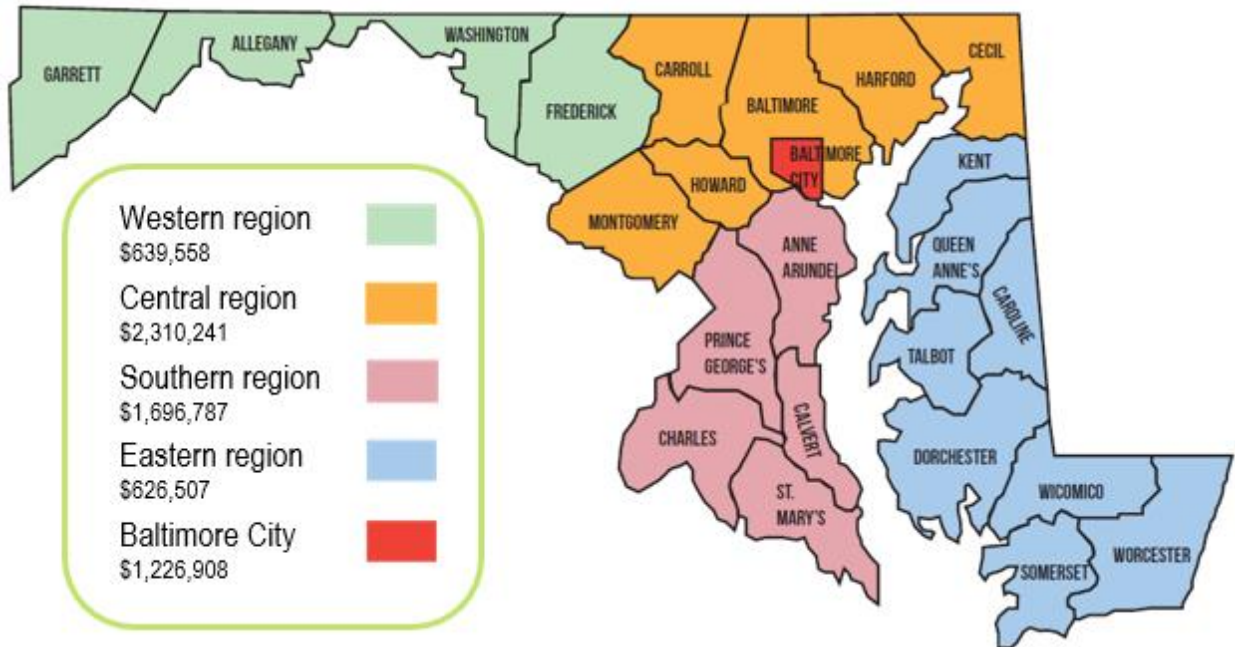 GARRETT
ALLEGANY
WASHINGTON
FREDERICK
CARROLL
BALTIMORE
HARFORD
CECIL
BALTIMORE
CITY
HOWARD
MONTGOMERY
KENT
QUEEN
ANNE'S
CAROLINE
TALBOT
ANNE
ARUNDEL
PRINCE
GEORGE'S
CHARLES
CALVERT
ST.
MARY'S
DORCHESTER
WICOMICO
SOMERSET
WORCESTER
Western region
$639,558
Central region
$2,310,241
Southern region
$1,696,787
Eastern region
$626,507
Baltimore City
$1,226,908